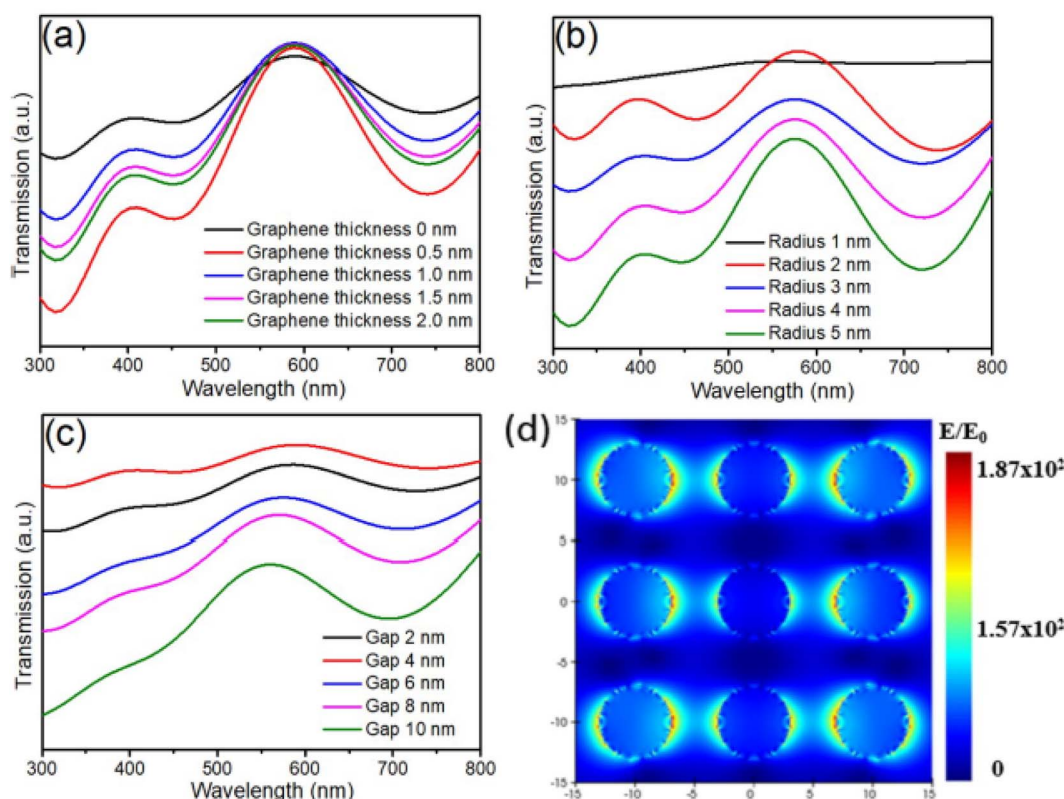 (a)
Transmission (a.u.)
Graphene thickness 0 nm
Graphene thickness 0.5 nm
Graphene thickness 1.0 nm
Graphene thickness 1.5 nm
Graphene thickness 2.0 nm
300 400 500 600 700 800
Wavelength (nm)
(b)
Transmission (a.u.)
Radius 1 nm
Radius 2 nm
Radius 3 nm
Radius 4 nm
Radius 5 nm
300 400 500 600 700 800
Wavelength (nm)
(c)
Transmission (a.u.)
Gap 2 nm
Gap 4 nm
Gap 6 nm
Gap 8 nm
Gap 10 nm
300 400 500 600 700 800
Wavelength (nm)
(d)
15
10
5
0
-5
-10
-15
-15 -10 -5 0 5 10 15
E/E0
1.87x10²
1.57x10²
0